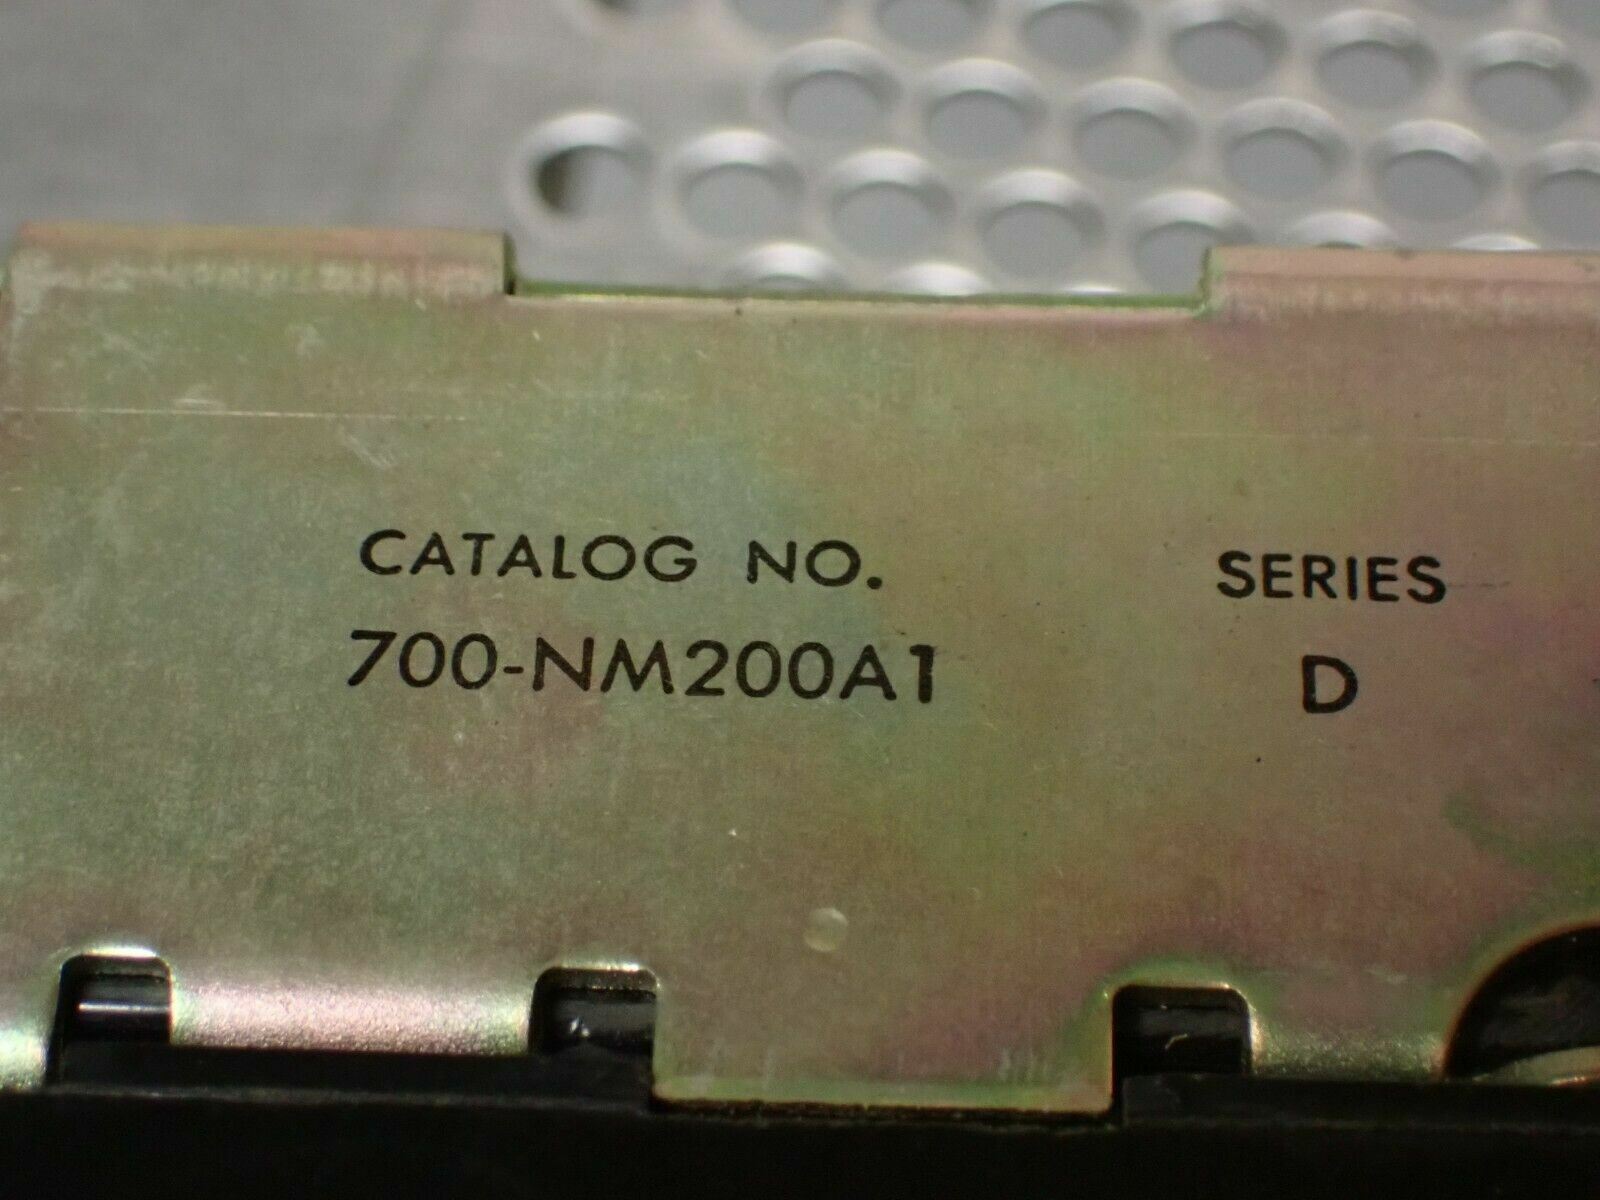 CATALOG NO. SERIES
700-NM200A1 D